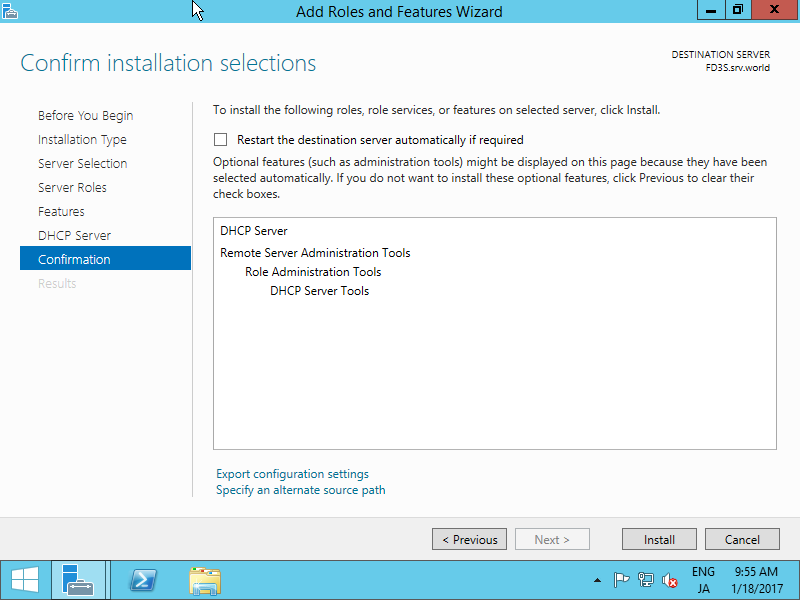 Add Roles and Features Wizard
Confirm installation selections
DESTINATION SERVER
FD3S.srv.world
Before You Begin
Installation Type
Server Selection
Server Roles
Features
DHCP Server
Confirmation
Results
To install the following roles, role services, or features on selected server, click Install.
Restart the destination server automatically if required
Optional features (such as administration tools) might be displayed on this page because they have been
selected automatically. If you do not want to install these optional features, click Previous to clear their
check boxes.
DHCP Server
Remote Server Administration Tools
Role Administration Tools
DHCP Server Tools
Export configuration settings
Specify an alternate source path
< Previous
Next >
Install
Cancel
ENG
JA
9:55 AM
1/18/2017